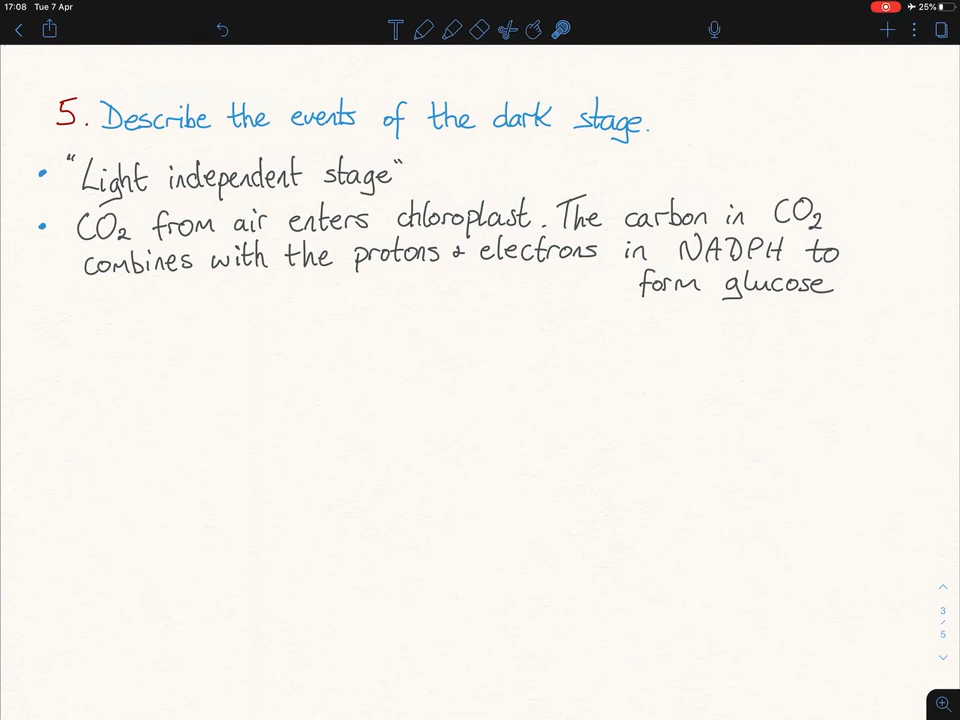 17:08 Tue 7 Apr
25%
T
5. Describe the events of the dark stage.
• "Light independent stage"
• CO₂ from air enters chloroplast. The carbon in CO₂
combines with the protons & electrons in NADPH to
form glucose
3
/
5